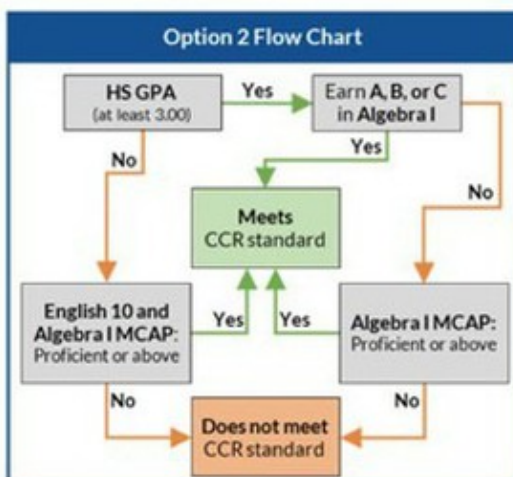 Option 2 Flow Chart
HS GPA
(at least 3.00)
Yes
Earn A, B, or C
in Algebra I
No
Yes
No
Meets
CCR standard
English 10 and
Algebra I MCAP:
Proficient or above
Yes
Yes
Algebra I MCAP:
Proficient or above
No
No
Does not meet
CCR standard